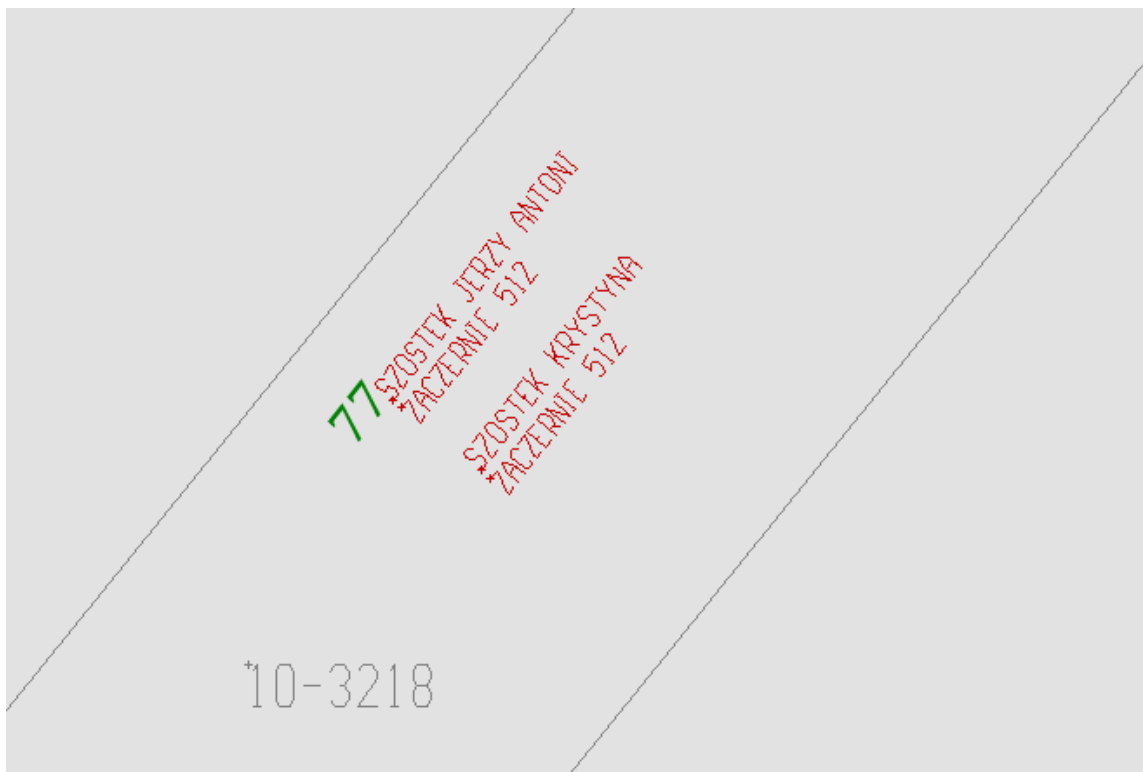 77
SZOSTEK JERZY ANTONI
ZACZERNIE 512
SZOSTEK KRYSTYNA
ZACZERNIE 512
10-3218